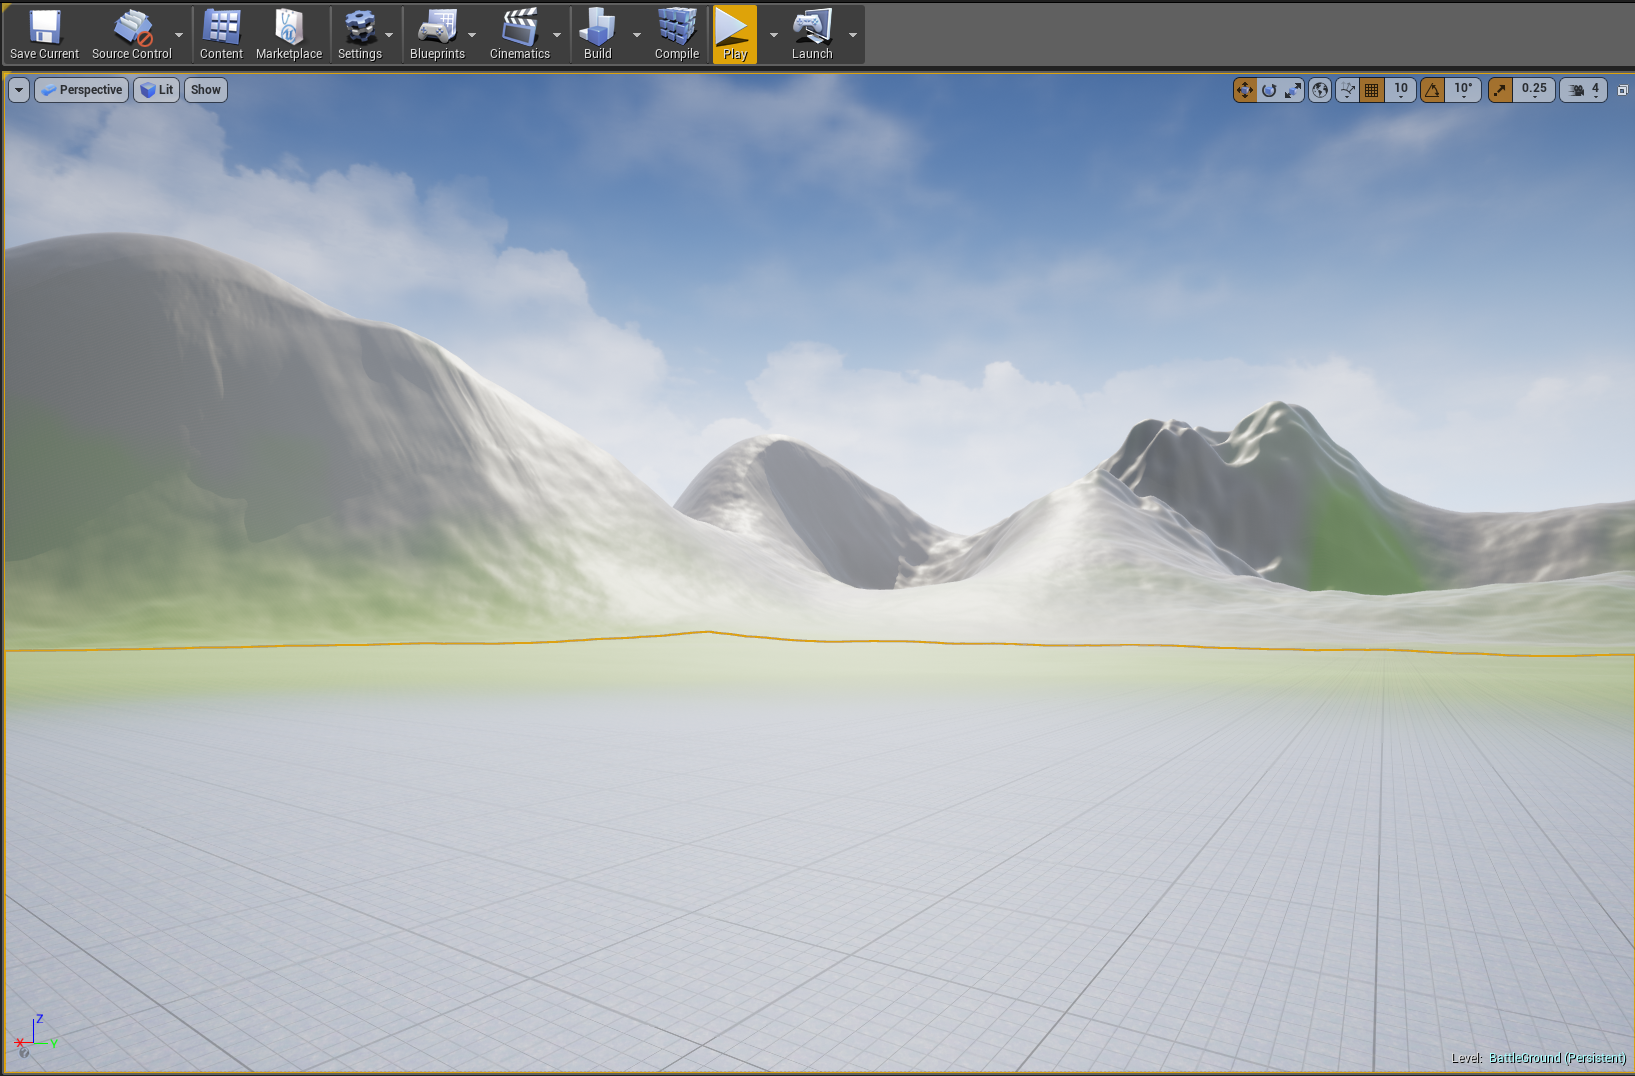 Save Current Source Control Content Marketplace Settings Blueprints Cinematics Build Compile Play Launch
Perspective Lit Show 10 10° 0.25 4
Z
X Y
?
Level: BattleGround (Persistent)